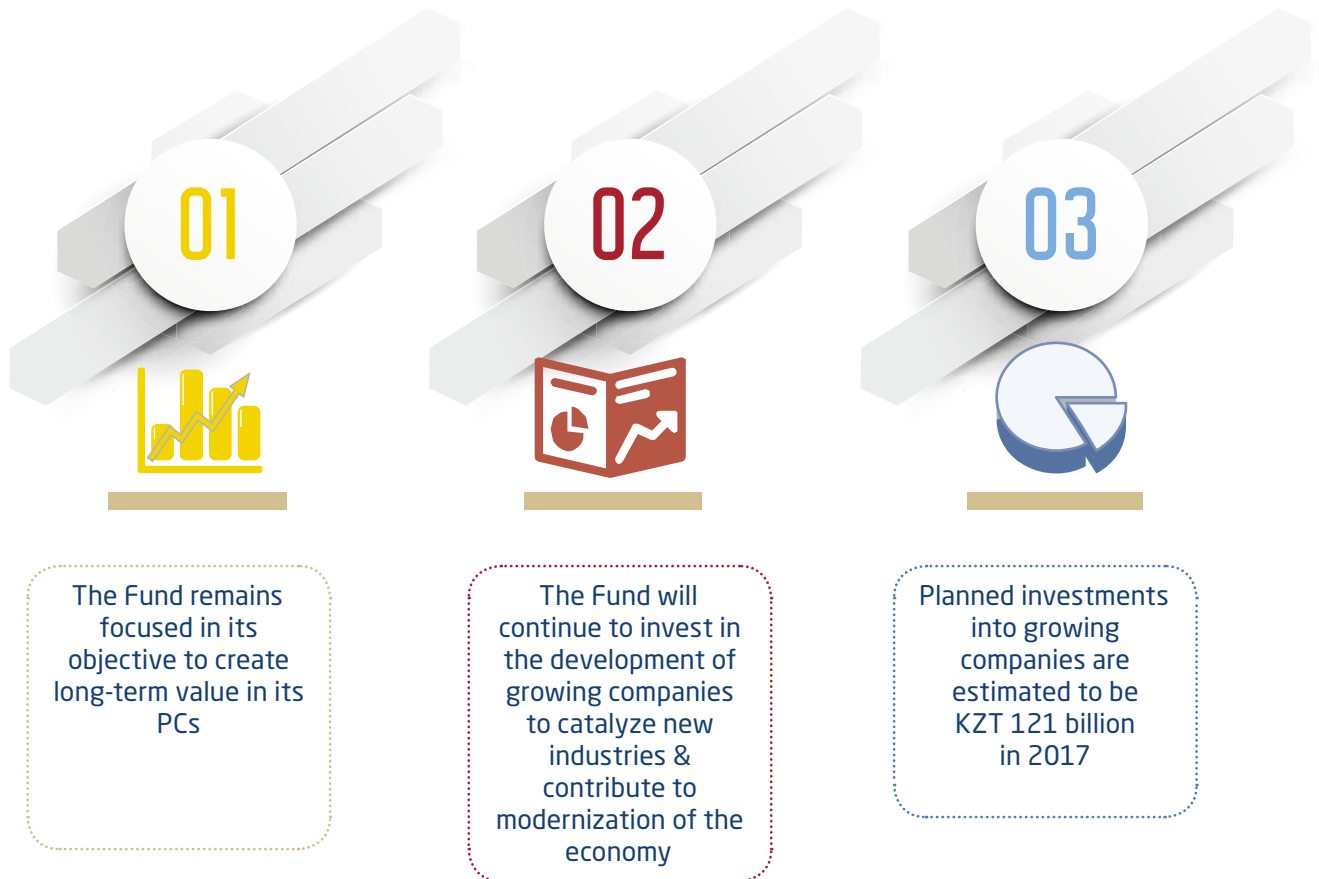 01
The Fund remains
focused in its
objective to create
long-term value in its
PCs
02
The Fund will
continue to invest in
the development of
growing companies
to catalyze new
industries &
contribute to
modernization of the
economy
03
Planned investments
into growing
companies are
estimated to be
KZT 121 billion
in 2017